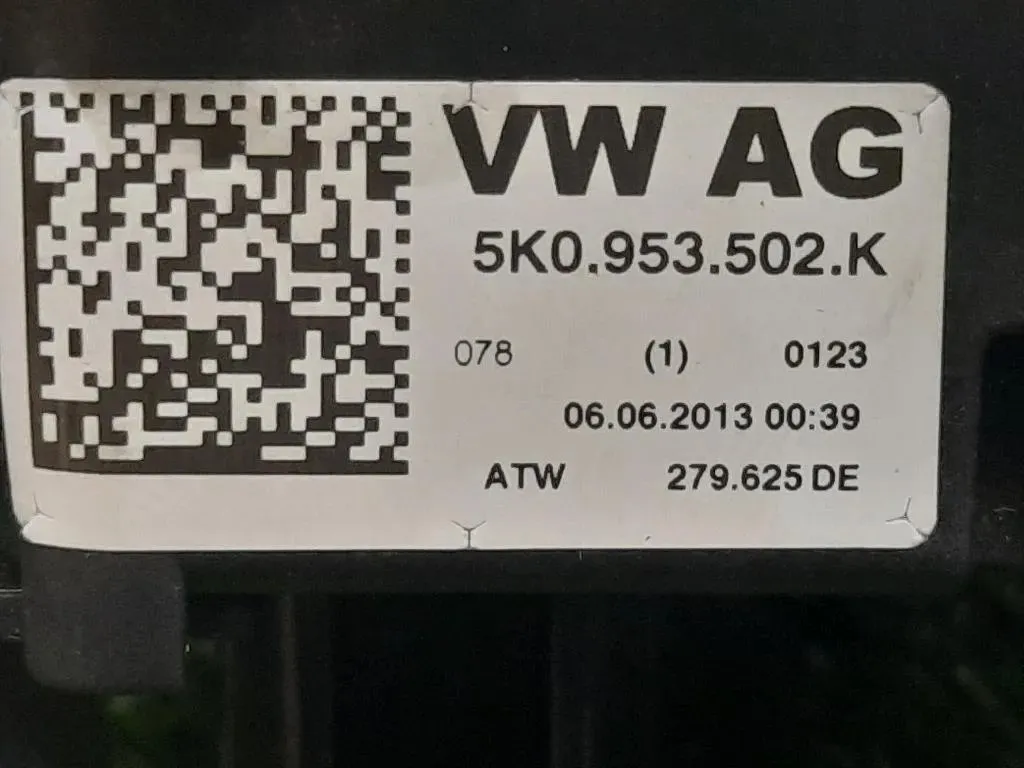 VW AG
5K0.953.502.K
078 (1) 0123
06.06.2013 00:39
ATW 279.625 DE